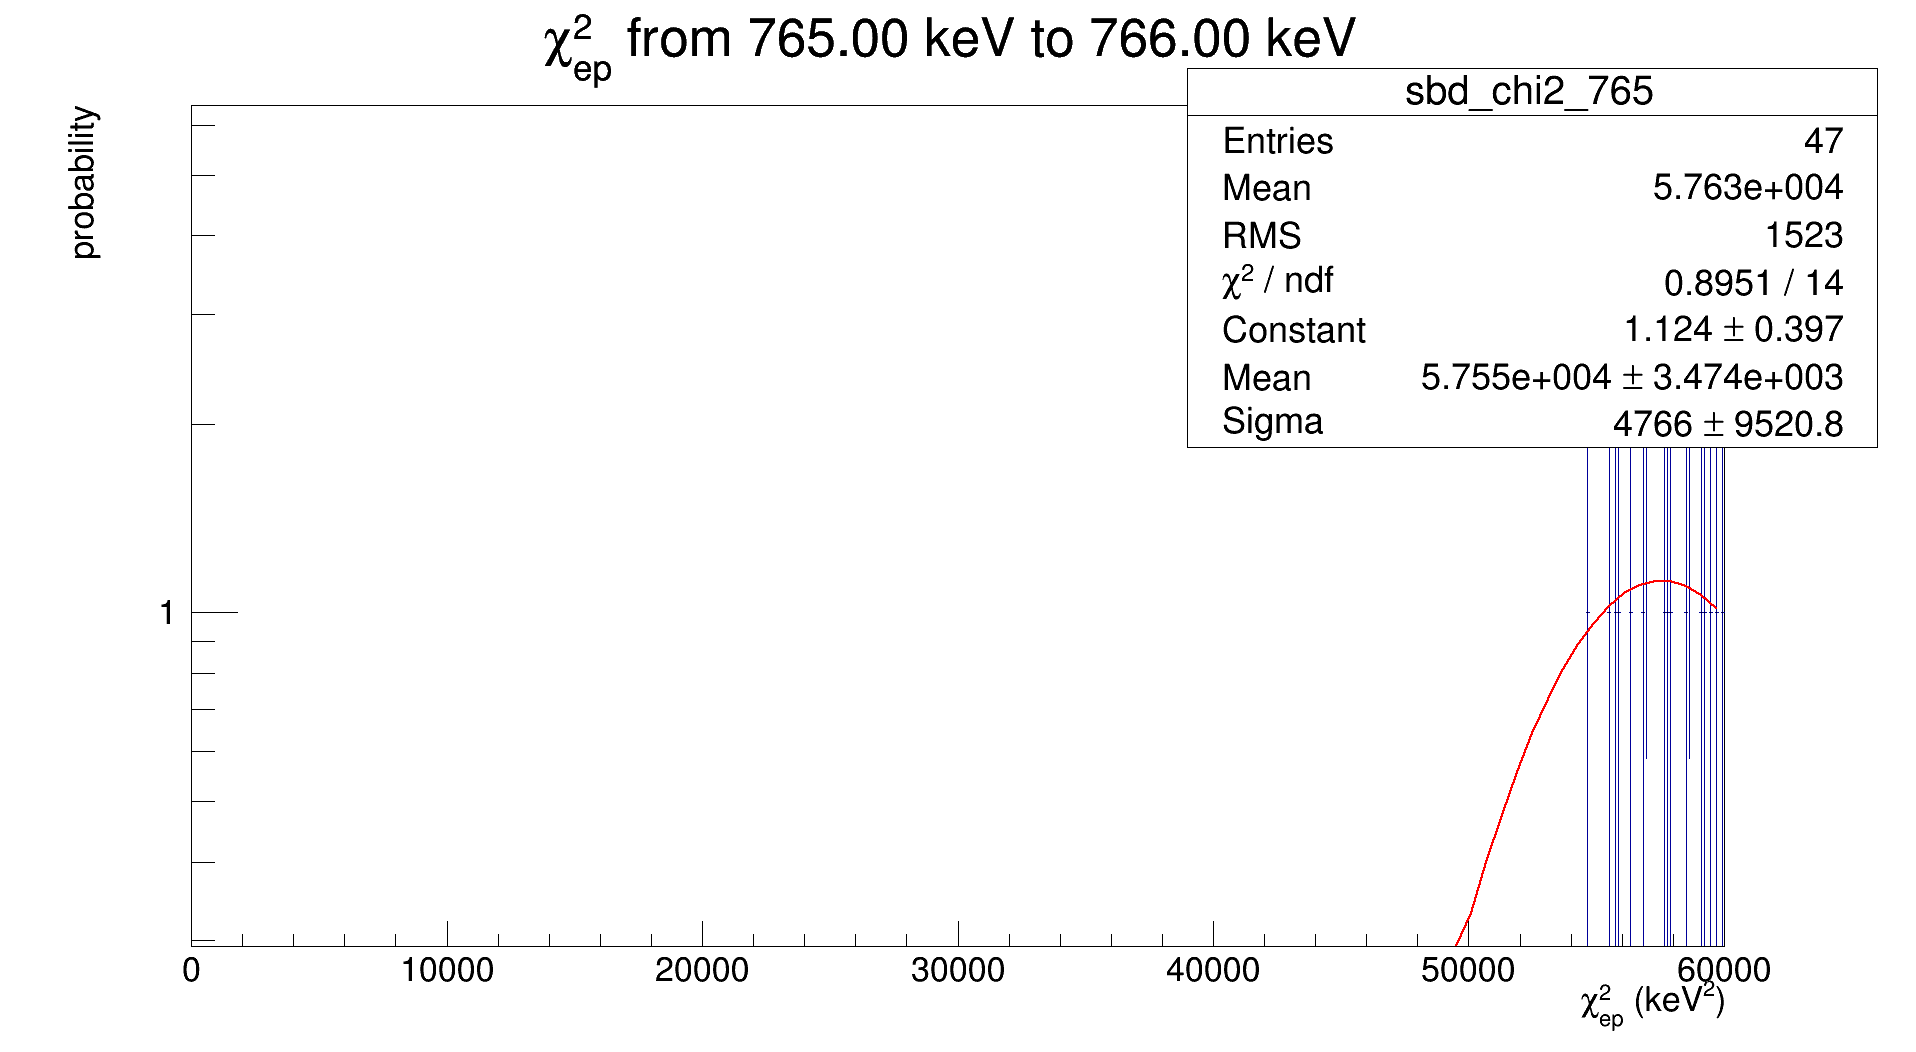 χ²ep from 765.00 keV to 766.00 keV
probability
sbd_chi2_765
Entries 47
Mean 5.763e+004
RMS 1523
χ² / ndf 0.8951 / 14
Constant 1.124 ± 0.397
Mean 5.755e+004 ± 3.474e+003
Sigma 4766 ± 9520.8
1
0 10000 20000 30000 40000 50000 60000
χ²ep (keV²)